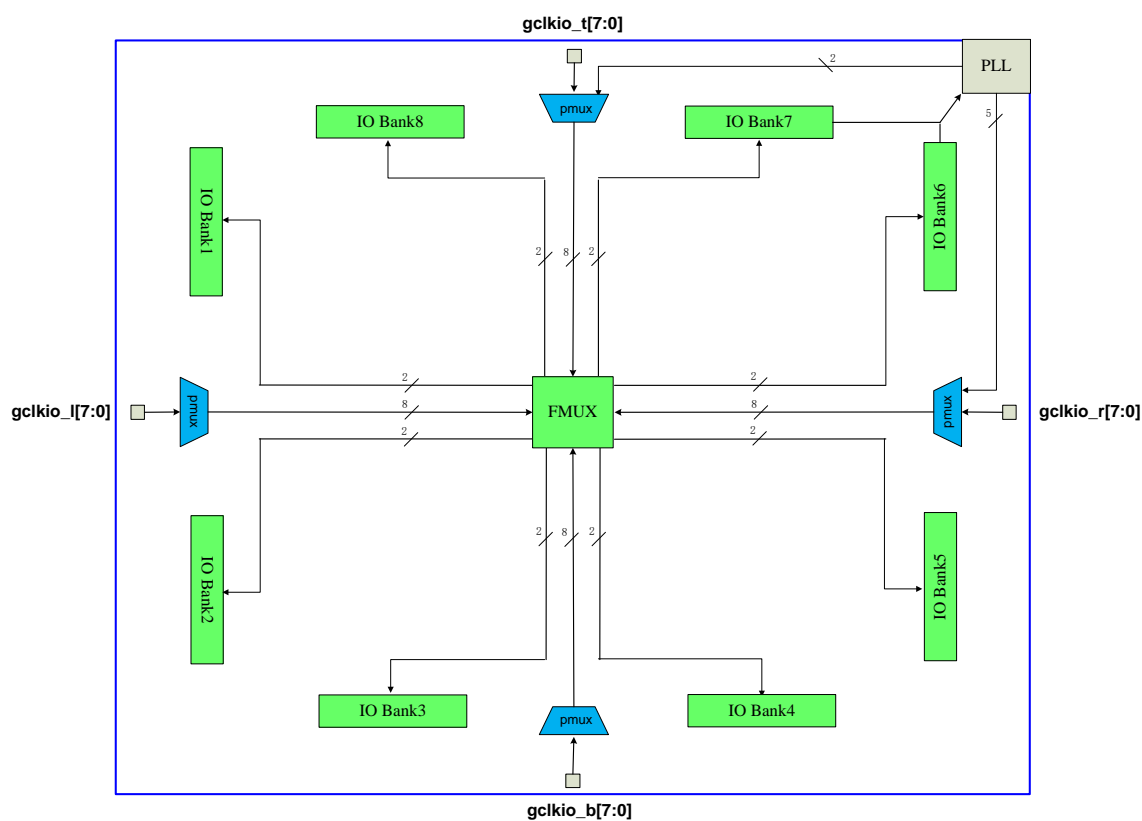 gclkio_t[7:0]
2
PLL
pmux
5
IO Bank8
IO Bank7
IO Bank1
IO Bank6
2
8
2
2
2
gclkio_l[7:0]
pmux
8
FMUX
8
pmux
gclkio_r[7:0]
2
2
2
8
2
IO Bank2
IO Bank5
IO Bank3
pmux
IO Bank4
gclkio_b[7:0]